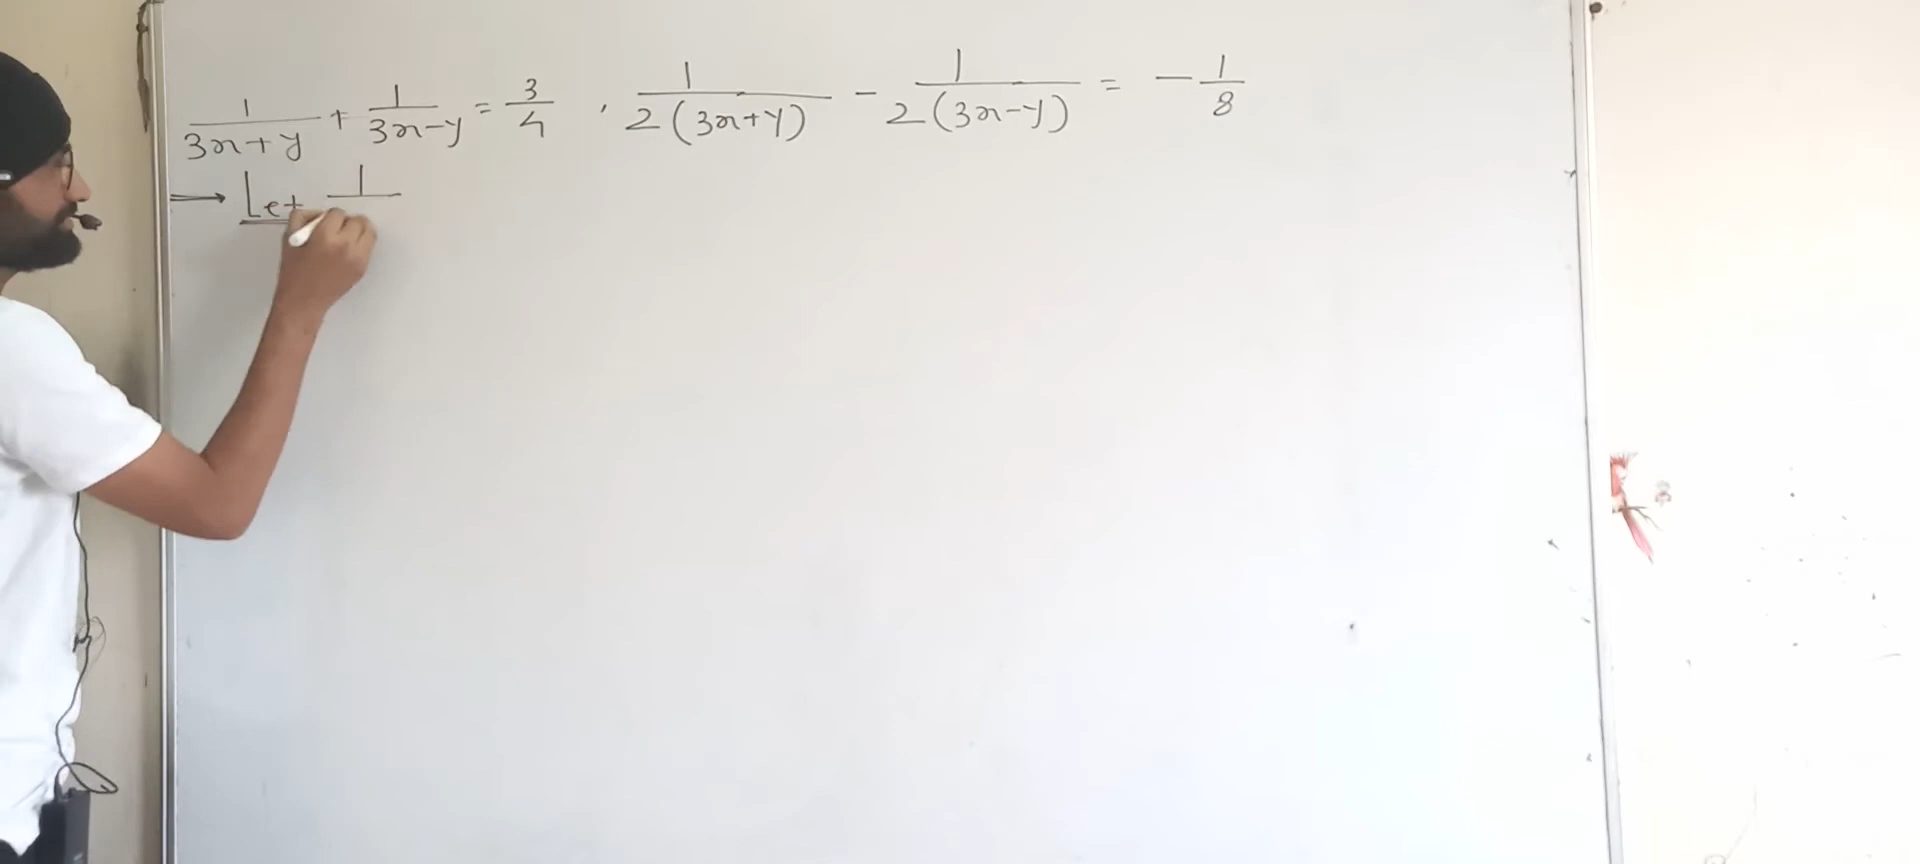 1/(3x+y) + 1/(3x-y) = 3/4 , 1/(2(3x+y)) - 1/(2(3x-y)) = -1/8
→ Let 1